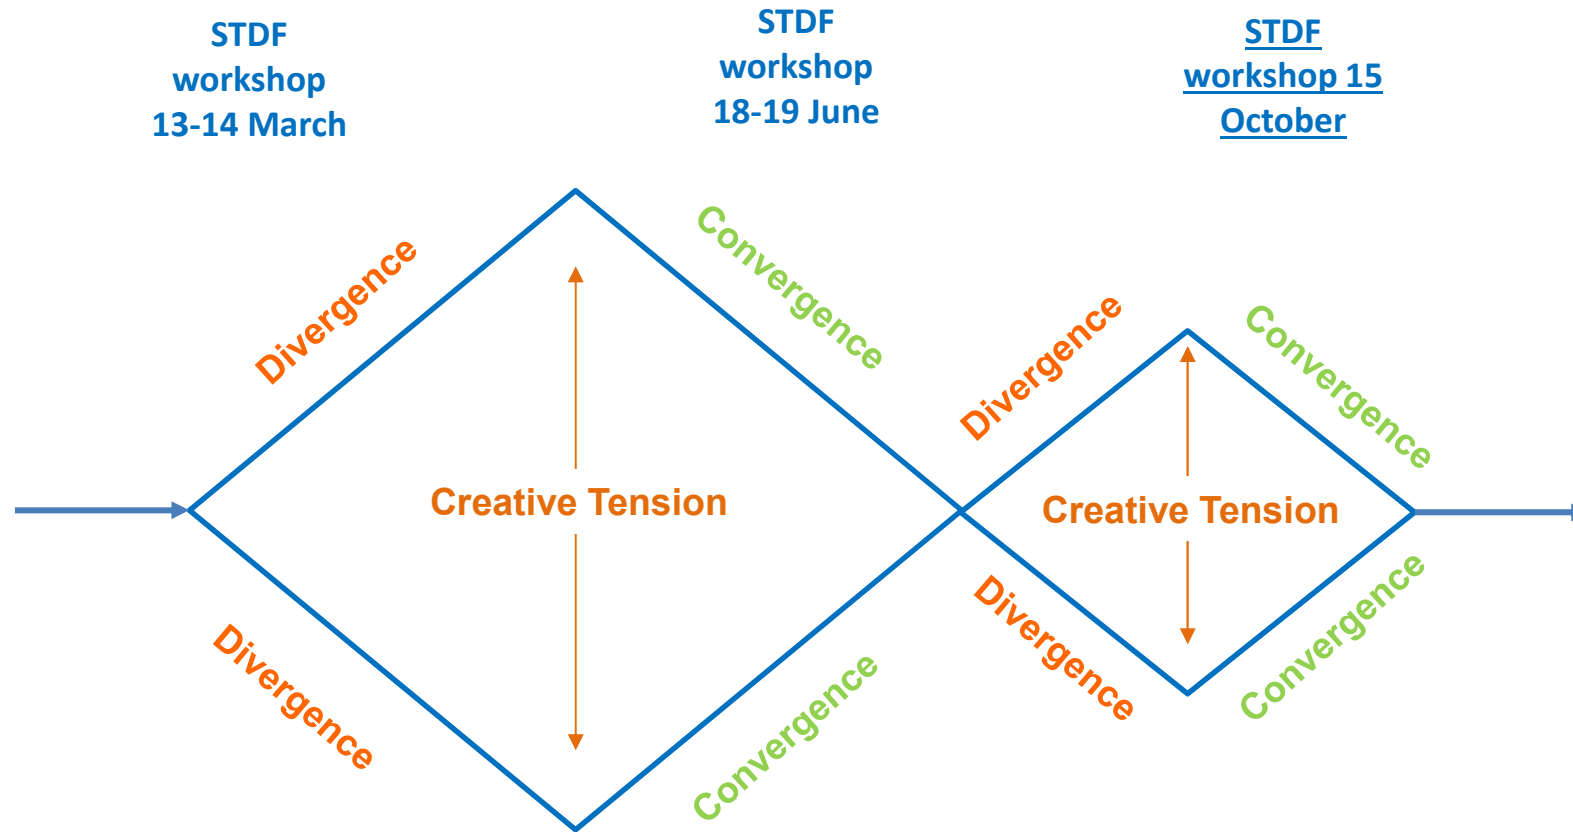 STDF
workshop
13-14 March
STDF
workshop
18-19 June
STDF
workshop 15
October
Divergence
Convergence
Divergence
Convergence
Creative Tension
Creative Tension
Divergence
Convergence
Divergence
Convergence